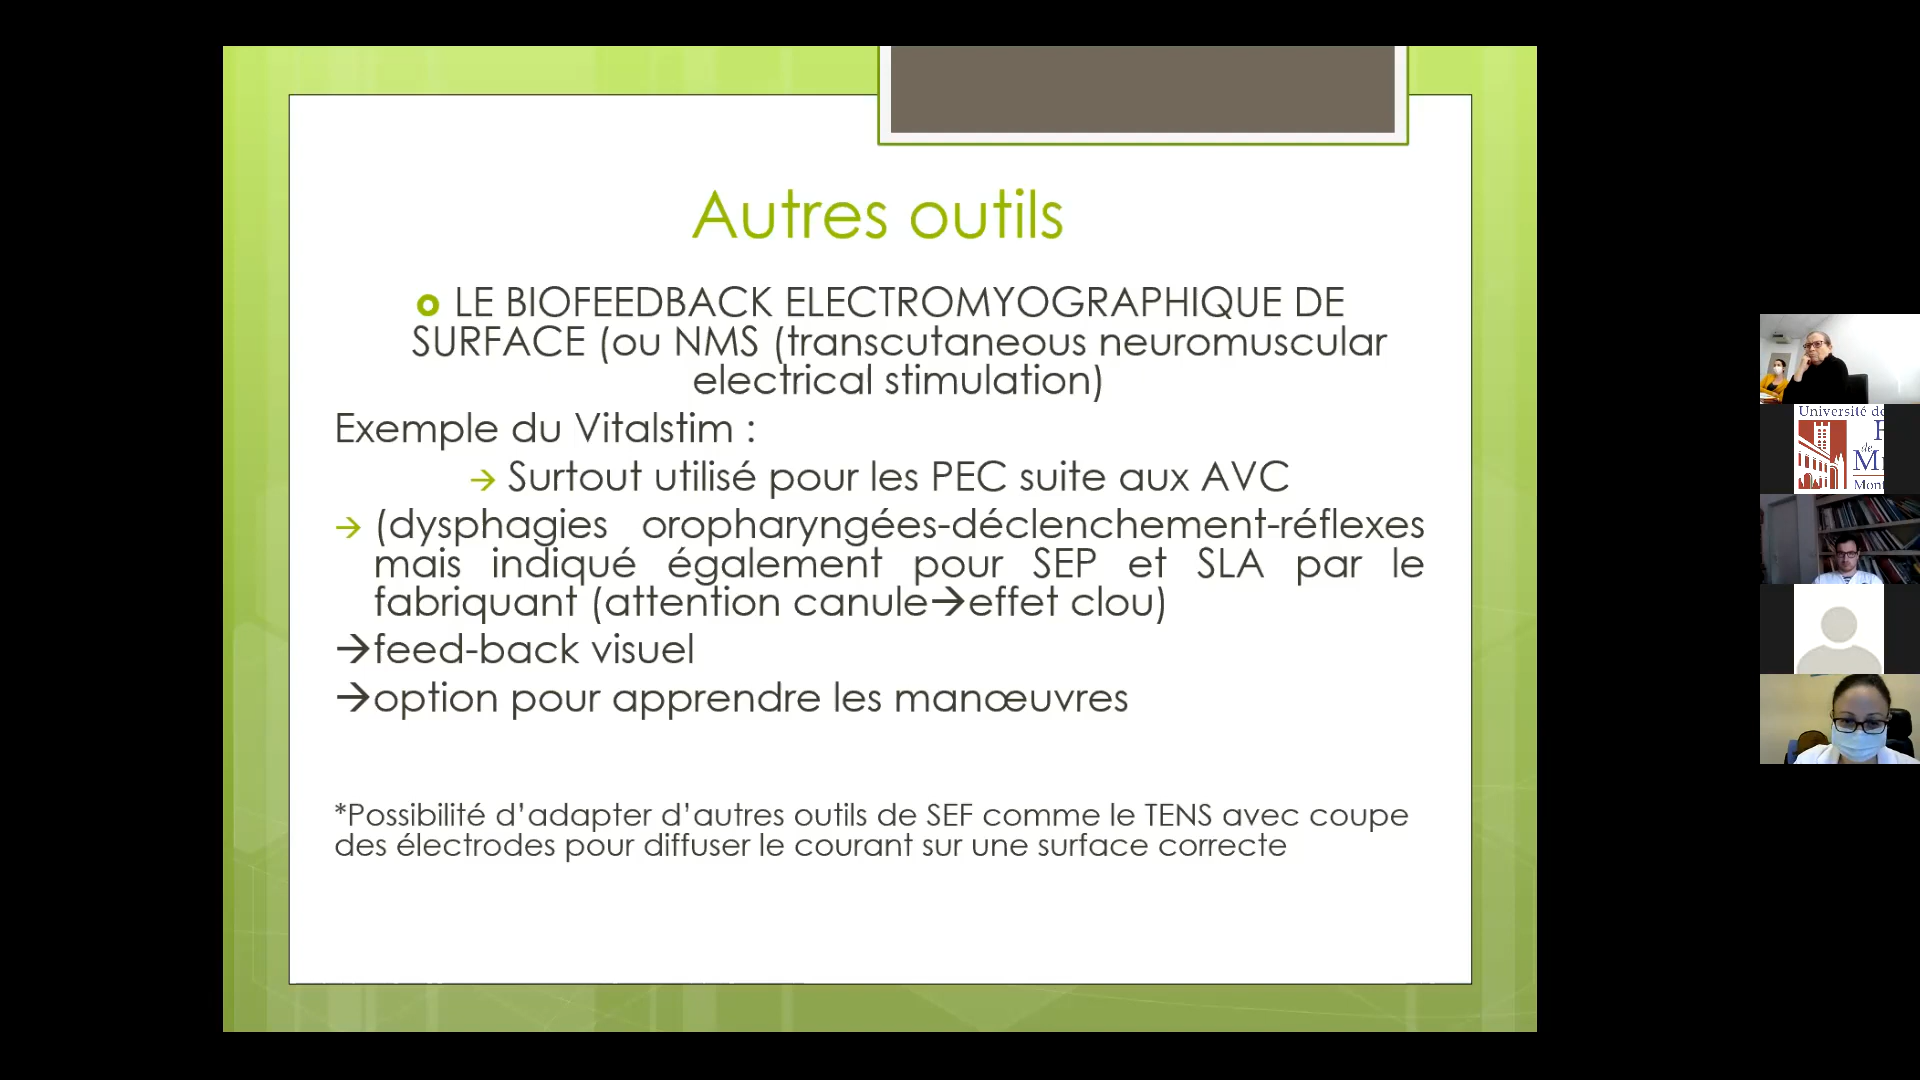 Autres outils
LE BIOFEEDBACK ELECTROMYOGRAPHIQUE DE
SURFACE (ou NMS (transcutaneous neuromuscular
electrical stimulation)
Exemple du Vitalstim :
→ Surtout utilisé pour les PEC suite aux AVC
→ (dysphagies oropharyngées-déclenchement-réflexes
mais indiqué également pour SEP et SLA par le
fabriquant (attention canule→effet clou)
→feed-back visuel
→option pour apprendre les manœuvres
*Possibilité d’adapter d’autres outils de SEF comme le TENS avec coupe
des électrodes pour diffuser le courant sur une surface correcte
Université de
de